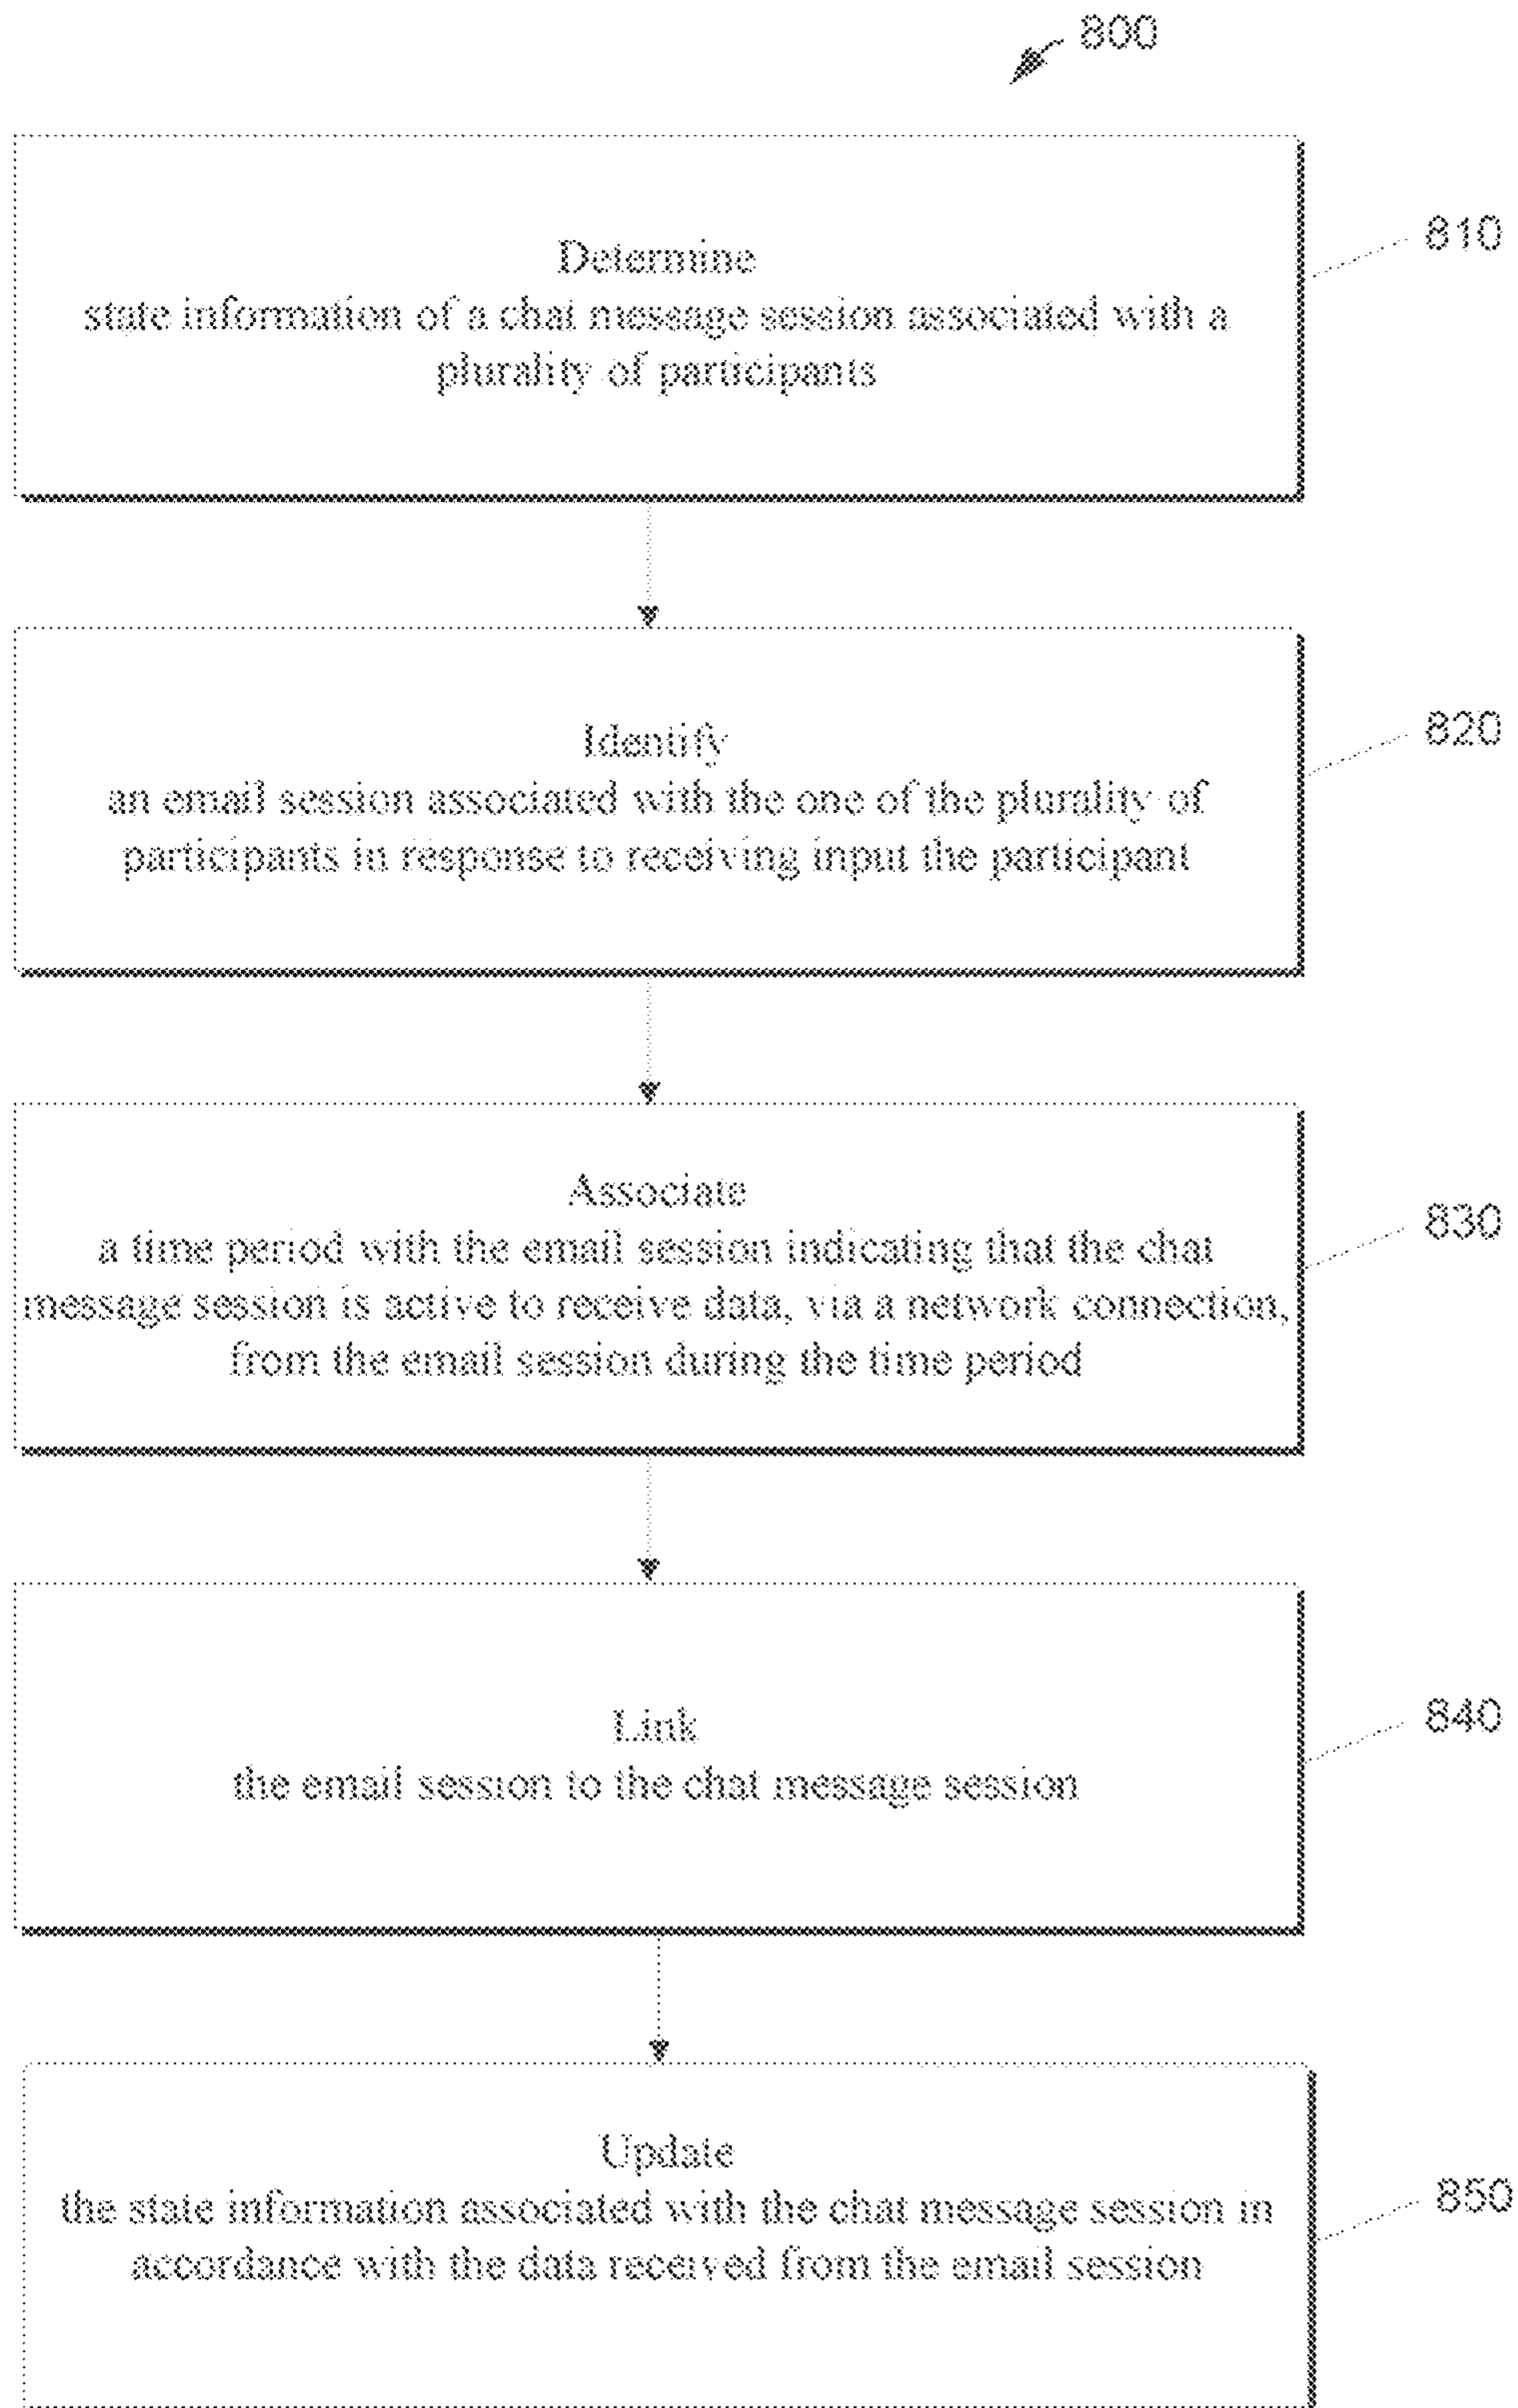 800
Determine
state information of a chat message session associated with a
plurality of participants
810
Identify
an email session associated with the one of the plurality of
participants in response to receiving input the participant
820
Associate
a time period with the email session indicating that the chat
message session is active to receive data, via a network connection,
from the email session during the time period
830
Link
the email session to the chat message session
840
Update
the state information associated with the chat message session in
accordance with the data received from the email session
850